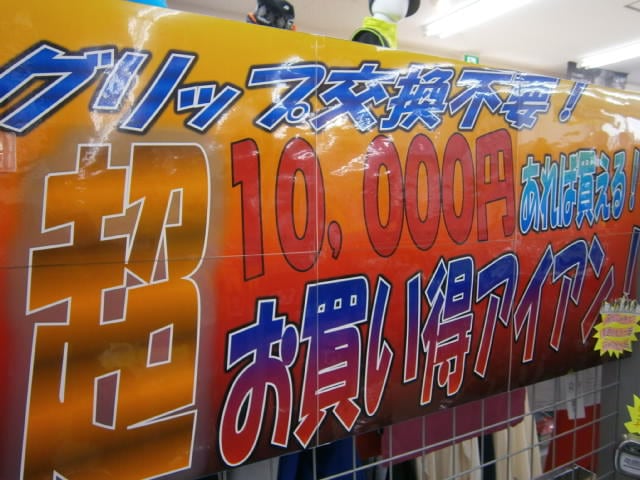 グリップ交換不要！
超
10,000円あれば買える！
お買い得アイアン！